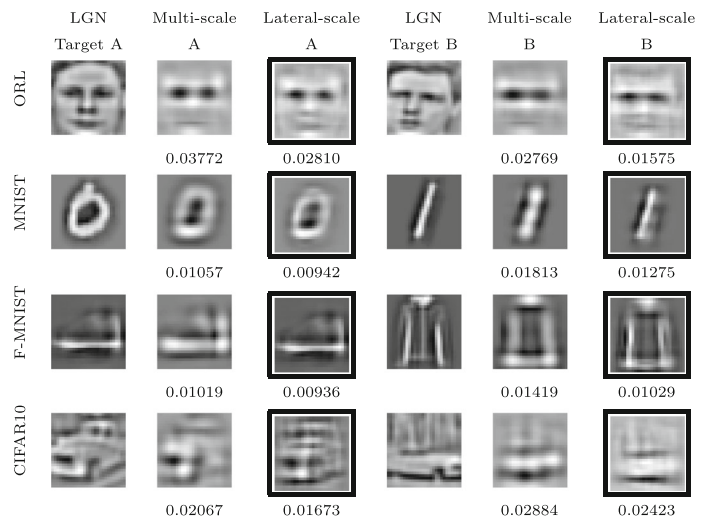 LGN Multi-scale Lateral-scale LGN Multi-scale Lateral-scale
Target A A A Target B B B
ORL
0.03772 0.02810 0.02769 0.01575
MNIST
0.01057 0.00942 0.01813 0.01275
F-MNIST
0.01019 0.00936 0.01419 0.01029
CIFAR10
0.02067 0.01673 0.02884 0.02423